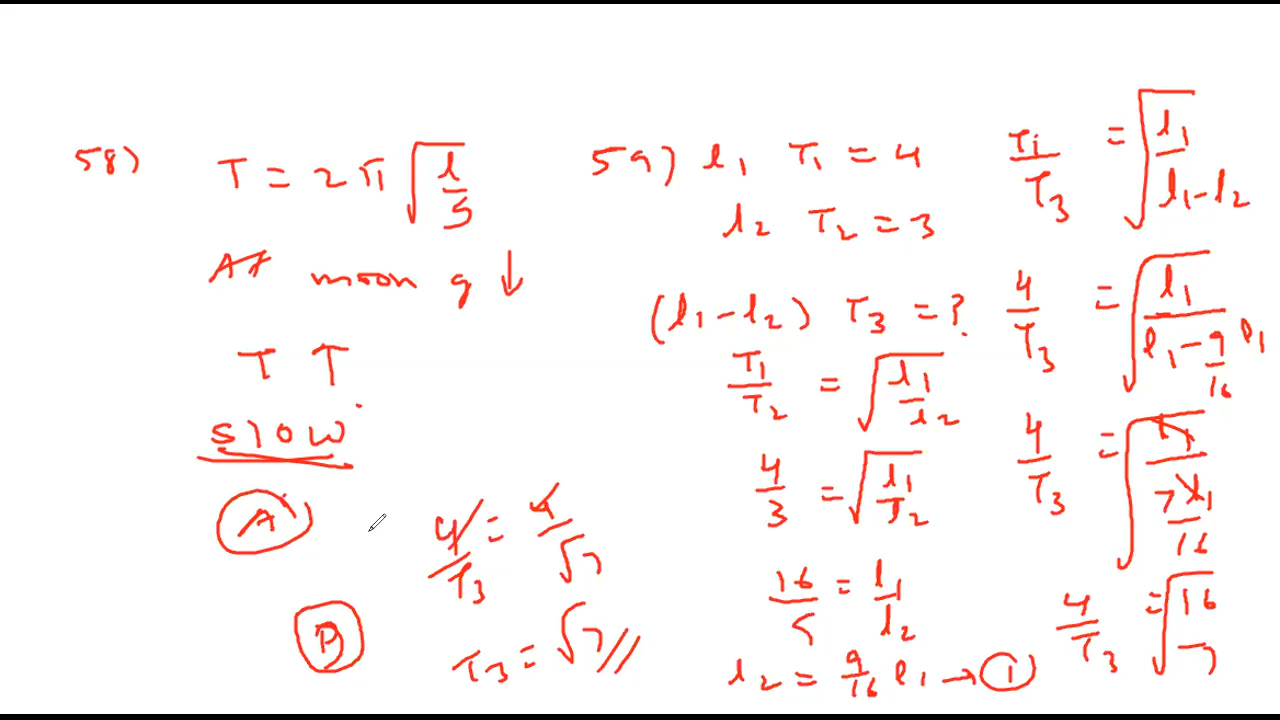 58) T = 2π √(l/g)
At moon g ↓
T ↑
slow
A
4/T3 = 4/√7
B
T3 = √7 //
59) l1 T1 = 4
l2 T2 = 3
(l1 - l2) T3 = ?
T1/T2 = √(l1/l2)
4/3 = √(l1/l2)
16/9 = l1/l2
l2 = 9/16 l1 → 1
T1/T3 = √(l1/(l1 - l2))
4/T3 = √(l1/(l1 - 9/16 l1))
4/T3 = √(l1/(7 l1/16))
4/T3 = √(16/7)